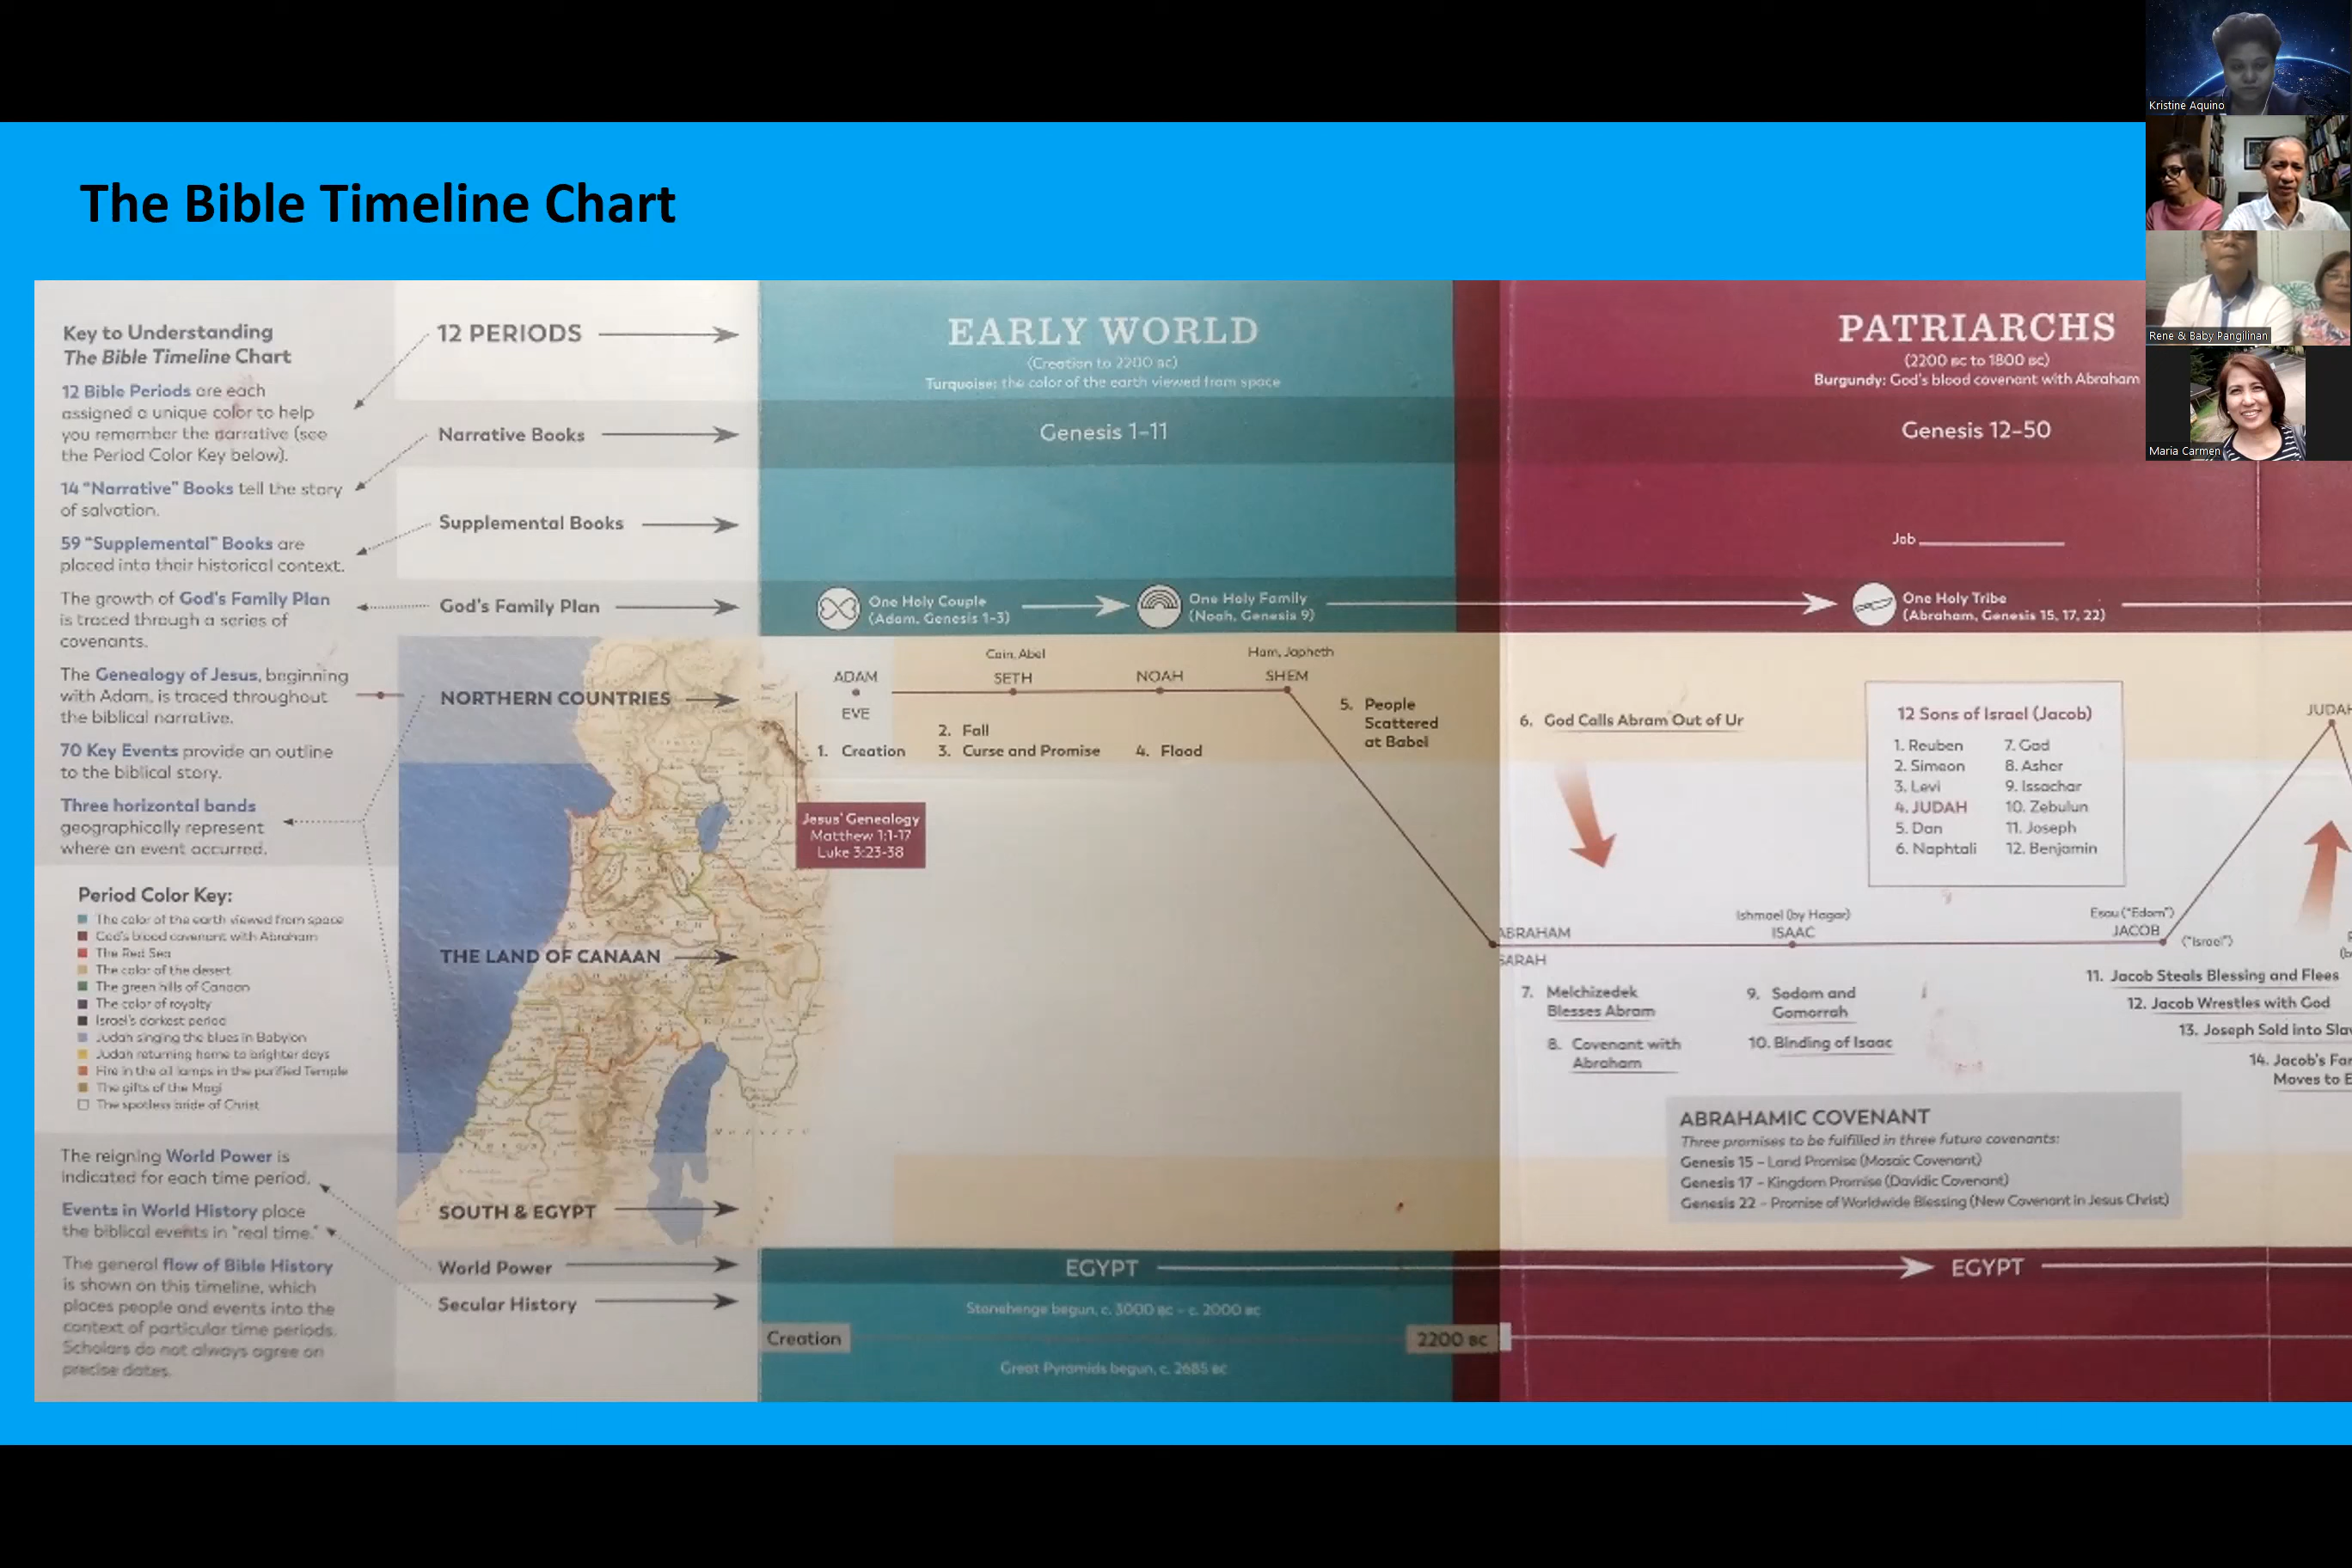 The Bible Timeline Chart
Key to Understanding
The Bible Timeline Chart
12 Bible Periods are each
assigned a unique color to help
you remember the narrative (see
the Period Color Key below).
14 “Narrative” Books tell the story
of salvation.
59 “Supplemental” Books are
placed into their historical context.
The growth of God's Family Plan
is traced through a series of
covenants.
The Genealogy of Jesus, beginning
with Adam, is traced throughout
the biblical narrative.
70 Key Events provide an outline
to the biblical story.
Three horizontal bands
geographically represent
where an event occurred.
Period Color Key:
The color of the earth viewed from space
God's blood covenant with Abraham
The Red Sea
The color of the desert
The green hills of Canaan
The color of royalty
Israel's darkest period
Judah singing the blues in Babylon
Judah returning home to brighter days
Fire in the oil lamps in the purified Temple
The gifts of the Magi
The spotless bride of Christ
The reigning World Power is
indicated for each time period.
Events in World History place
the biblical events in “real time.”
The general flow of Bible History
is shown on this timeline, which
places people and events into the
context of particular time periods.
Scholars do not always agree on
precise dates.
12 PERIODS
Narrative Books
Supplemental Books
God's Family Plan
NORTHERN COUNTRIES
THE LAND OF CANAAN
SOUTH & EGYPT
World Power
Secular History
EARLY WORLD
(Creation to 2200 BC)
Turquoise: the color of the earth viewed from space
Genesis 1–11
One Holy Couple
(Adam, Genesis 1-3)
One Holy Family
(Noah, Genesis 9)
Cain, Abel
Ham, Japheth
ADAM
SETH
NOAH
SHEM
EVE
1. Creation
2. Fall
3. Curse and Promise
4. Flood
5. People
Scattered
at Babel
Jesus' Genealogy
Matthew 1:1-17
Luke 3:23-38
EGYPT
Stonehenge begun, c. 3000 BC – c. 2000 BC
Creation
2200 BC
Great Pyramids begun, c. 2685 BC
PATRIARCHS
(2200 BC to 1800 BC)
Burgundy: God's blood covenant with Abraham
Genesis 12–50
Job
One Holy Tribe
(Abraham, Genesis 15, 17, 22)
6. God Calls Abram Out of Ur
12 Sons of Israel (Jacob)
1. Reuben
2. Simeon
3. Levi
4. JUDAH
5. Dan
6. Naphtali
7. Gad
8. Asher
9. Issachar
10. Zebulun
11. Joseph
12. Benjamin
JUDAH
ABRAHAM
SARAH
Ishmael (by Hagar)
ISAAC
Esau (“Edom”)
JACOB
(“Israel”)
7. Melchizedek
Blesses Abram
8. Covenant with
Abraham
9. Sodom and
Gomorrah
10. Binding of Isaac
11. Jacob Steals Blessing and Flees
12. Jacob Wrestles with God
13. Joseph Sold into
14. Jacob's
Moves to
ABRAHAMIC COVENANT
Three promises to be fulfilled in three future covenants:
Genesis 15 – Land Promise (Mosaic Covenant)
Genesis 17 – Kingdom Promise (Davidic Covenant)
Genesis 22 – Promise of Worldwide Blessing (New Covenant in Jesus Christ)
EGYPT
Kristine Aquino
Rene & Baby Pangilinan
Maria Carmen